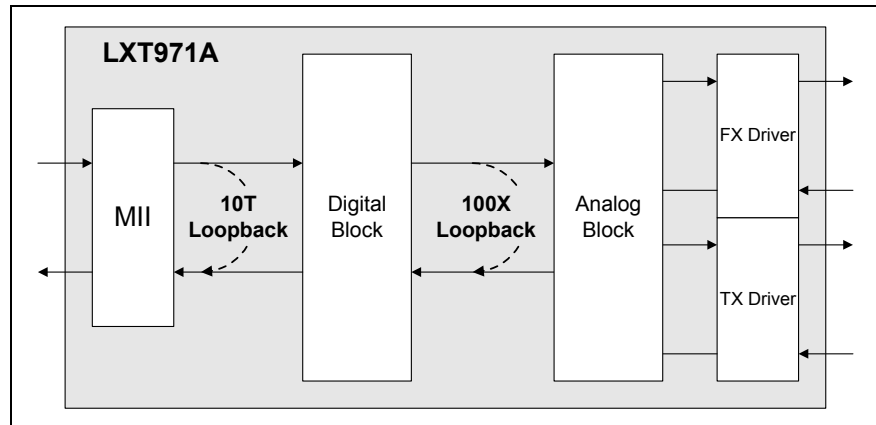 LXT971A
MII
10T
Loopback
Digital
Block
100X
Loopback
Analog
Block
FX Driver
TX Driver